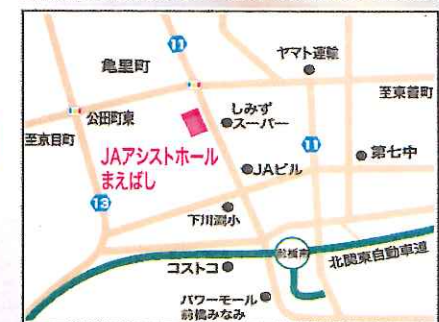 11
ヤマト運輸
亀里町
至東善町
しみず
スーパー
公田町東
至京目町
11
第七中
JAアシストホール
まえばし
JAビル
13
下川淵小
北関東自動車道
コストコ
パワーモール
前橋みなみ